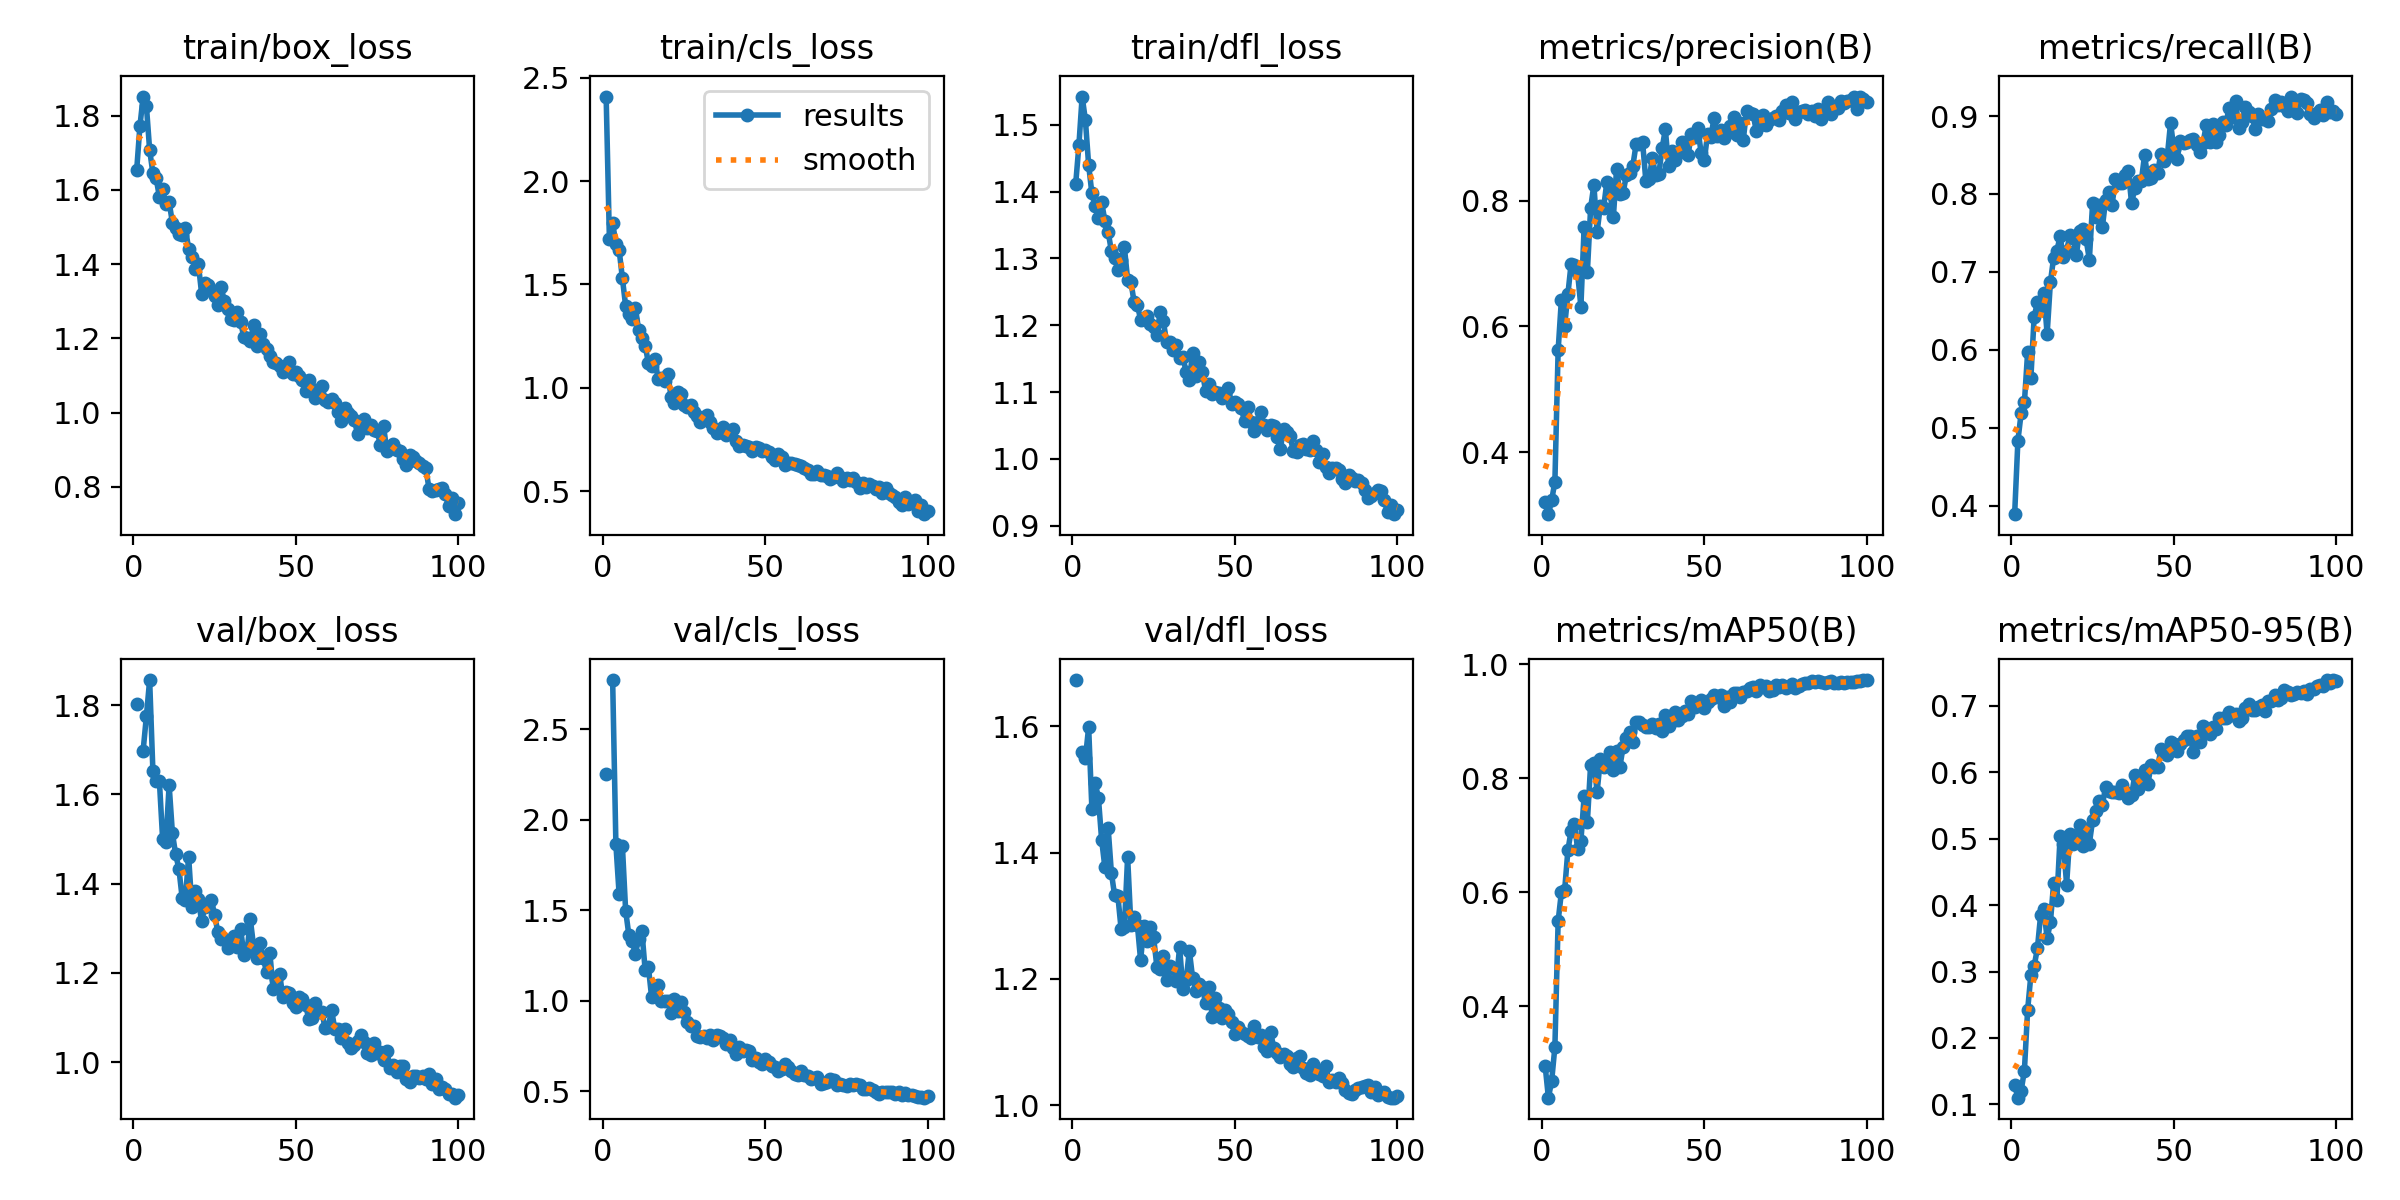 train/box_loss
1.8
1.6
1.4
1.2
1.0
0.8
0 50 100
train/cls_loss
2.5
2.0
1.5
1.0
0.5
results
smooth
0 50 100
train/dfl_loss
1.5
1.4
1.3
1.2
1.1
1.0
0.9
0 50 100
metrics/precision(B)
0.8
0.6
0.4
0 50 100
metrics/recall(B)
0.9
0.8
0.7
0.6
0.5
0.4
0 50 100
val/box_loss
1.8
1.6
1.4
1.2
1.0
0 50 100
val/cls_loss
2.5
2.0
1.5
1.0
0.5
0 50 100
val/dfl_loss
1.6
1.4
1.2
1.0
0 50 100
metrics/mAP50(B)
1.0
0.8
0.6
0.4
0 50 100
metrics/mAP50-95(B)
0.7
0.6
0.5
0.4
0.3
0.2
0.1
0 50 100